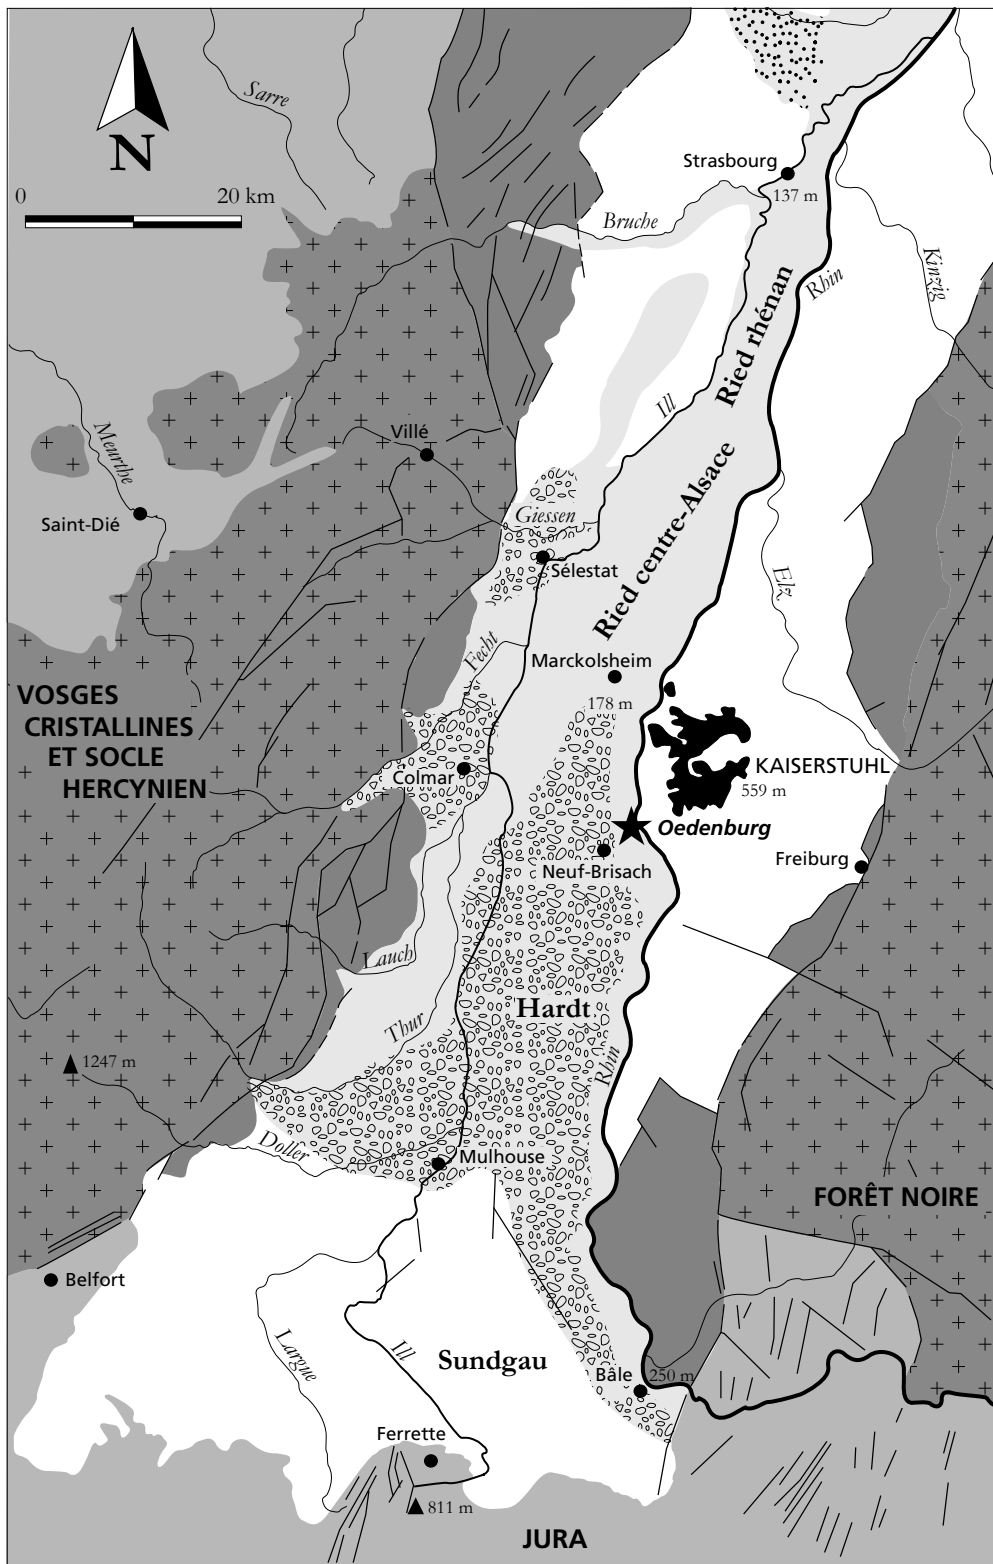 Sarre
N
0 20 km
Strasbourg
137 m
Bruche
Kinzig
Rhin
Ried rhénan
Ill
Meurthe
Villé
Saint-Dié
Giessen
Ried centre-Alsace
Sélestat
Elz
Fecht
Marckolsheim
178 m
VOSGES
CRISTALLINES
ET SOCLE
HERCYNIEN
Colmar
KAISERSTUHL
559 m
Oedenburg
Neuf-Brisach
Freiburg
Lauch
Thur
Hardt
Rhin
1247 m
Doller
Mulhouse
FORÊT NOIRE
Belfort
Largue
Ill
Sundgau
Bâle
250 m
Ferrette
811 m
JURA